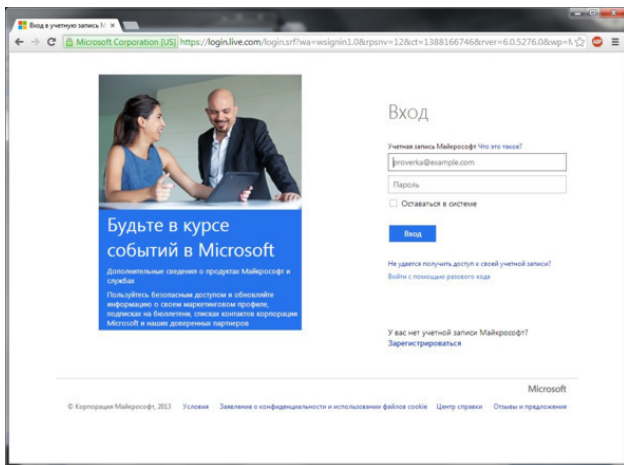 Вход в учетную запись М
Microsoft Corporation [US] https://login.live.com/login.srf?wa=wsignin1.0&rpsnv=12&ct=1388166746&rver=6.0.5276.0&wp=M
ABP
Вход
Учетная запись Майкрософт Что это такое?
proverka@example.com
Пароль
Оставаться в системе
Вход
Не удается получить доступ к своей учетной записи?
Войти с помощью разового кода
У вас нет учетной записи Майкрософт?
Зарегистрироваться
Будьте в курсе
событий в Microsoft
Дополнительные сведения о продуктах Майкрософт и
службах
Пользуйтесь безопасным доступом и обновляйте
информацию о своем маркетинговом профиле,
подписках на бюллетени, списках контактов корпорации
Microsoft и наших доверенных партнеров
Microsoft
© Корпорация Майкрософт, 2013 Условия Заявление о конфиденциальности и использовании файлов cookie Центр справки Отзывы и предложения